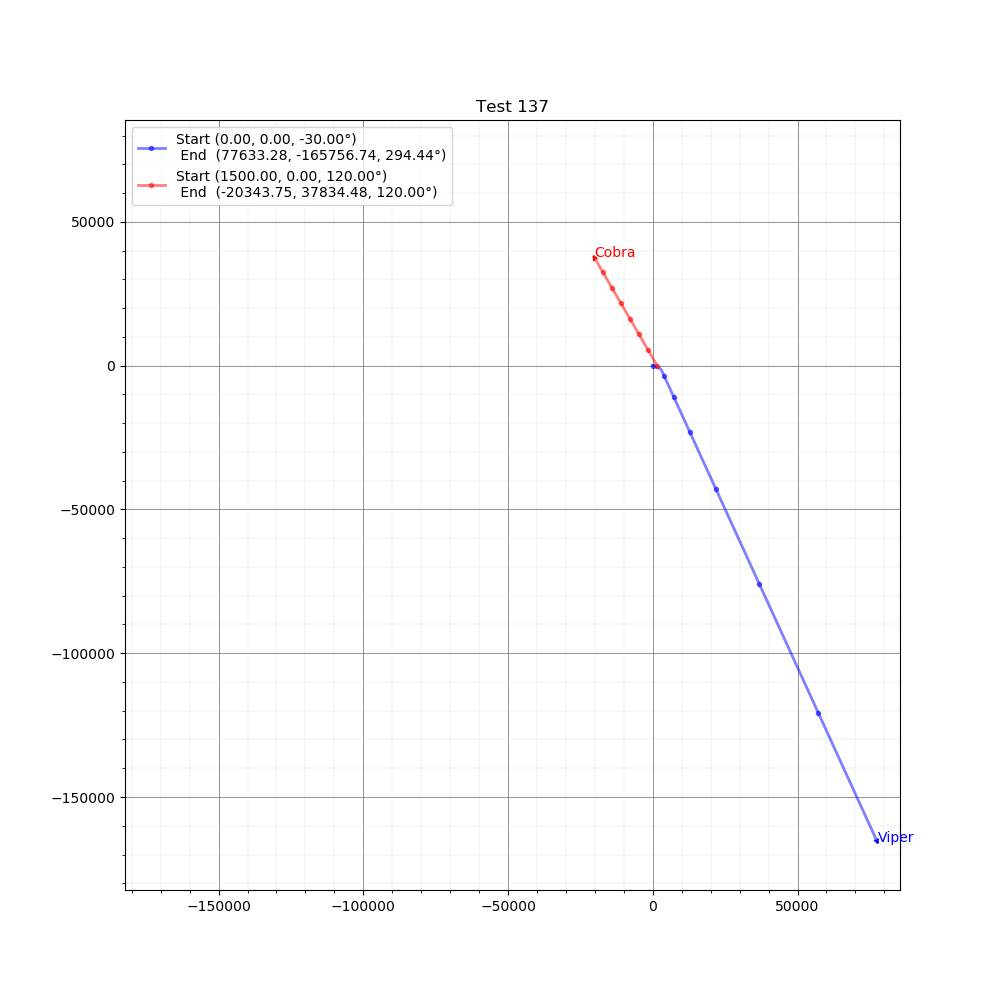 Test 137
Start (0.00, 0.00, -30.00°)
End  (77633.28, -165756.74, 294.44°)
Start (1500.00, 0.00, 120.00°)
End  (-20343.75, 37834.48, 120.00°)
50000
Cobra
0
−50000
−100000
−150000
Viper
−150000
−100000
−50000
0
50000